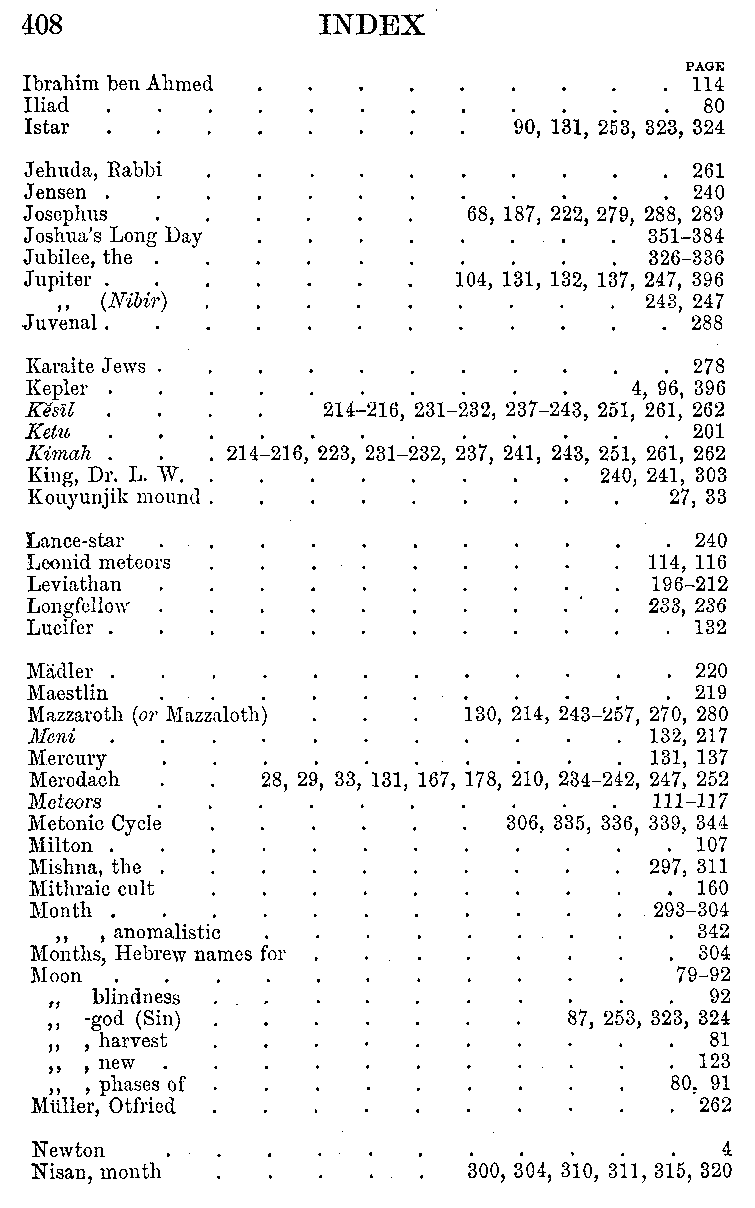 408 INDEX
PAGE
Ibrahim ben Ahmed . . . . . . . . . 114
Iliad . . . . . . . . . . . . 80
Istar . . . . . . . . 90, 131, 253, 323, 324
Jehuda, Rabbi . . . . . . . . . . 261
Jensen . . . . . . . . . . . . 240
Josephus . . . . . . 68, 187, 222, 279, 288, 289
Joshua's Long Day . . . . . . . . 351–384
Jubilee, the . . . . . . . . . . 326–336
Jupiter . . . . . . . 104, 131, 132, 137, 247, 396
„ (Nibir) . . . . . . . . . 243, 247
Juvenal . . . . . . . . . . . . 288
Karaite Jews . . . . . . . . . . . 278
Kepler . . . . . . . . . . 4, 96, 396
Kĕsīl . . . . 214–216, 231–232, 237–243, 251, 261, 262
Ketu . . . . . . . . . . . . 201
Kimah . . . 214–216, 223, 231–232, 237, 241, 243, 251, 261, 262
King, Dr. L. W. . . . . . . . . . 240, 241, 303
Kouyunjik mound . . . . . . . . . 27, 33
Lance-star . . . . . . . . . . . 240
Leonid meteors . . . . . . . . . 114, 116
Leviathan . . . . . . . . . . 196–212
Longfellow . . . . . . . . . . 233, 236
Lucifer . . . . . . . . . . . . 132
Mädler . . . . . . . . . . . . 220
Maestlin . . . . . . . . . . . 219
Mazzaroth (or Mazzaloth) . . . 130, 214, 243–257, 270, 280
Meni . . . . . . . . . . . 132, 217
Mercury . . . . . . . . . . 131, 137
Merodach . . 28, 29, 33, 131, 167, 178, 210, 234–242, 247, 252
Meteors . . . . . . . . . . 111–117
Metonic Cycle . . . . . . 306, 335, 336, 339, 344
Milton . . . . . . . . . . . . 107
Mishna, the . . . . . . . . . . 297, 311
Mithraic cult . . . . . . . . . . 160
Month . . . . . . . . . . . 293–304
„ , anomalistic . . . . . . . . . 342
Months, Hebrew names for . . . . . . . . 304
Moon . . . . . . . . . . . 79–92
„ blindness . . . . . . . . . . 92
„ -god (Sin) . . . . . . . 87, 253, 323, 324
„ , harvest . . . . . . . . . . 81
„ , new . . . . . . . . . . . 123
„ , phases of . . . . . . . . . 80, 91
Müller, Otfried . . . . . . . . . . 262
Newton . . . . . . . . . . . 4
Nisan, month . . . . . 300, 304, 310, 311, 315, 320